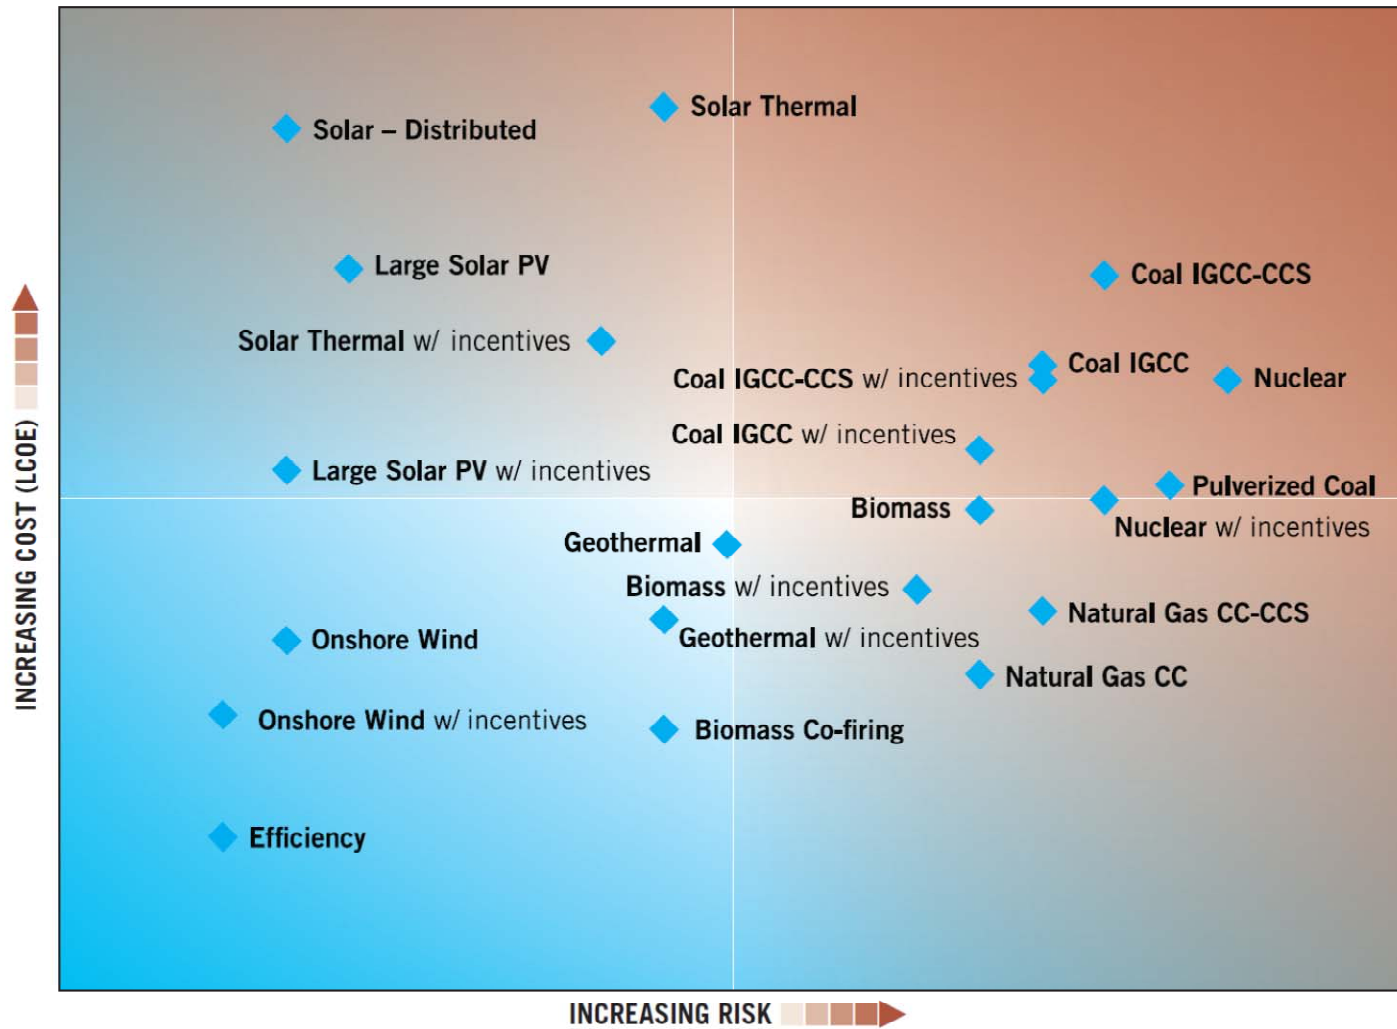 Solar Thermal
Solar – Distributed
Large Solar PV
Coal IGCC-CCS
Solar Thermal w/ incentives
Coal IGCC
Coal IGCC-CCS w/ incentives
Nuclear
Coal IGCC w/ incentives
Large Solar PV w/ incentives
Pulverized Coal
Biomass
Nuclear w/ incentives
Geothermal
Biomass w/ incentives
Natural Gas CC-CCS
Onshore Wind
Geothermal w/ incentives
Natural Gas CC
Onshore Wind w/ incentives
Biomass Co-firing
Efficiency
INCREASING COST (LCOE)
INCREASING RISK